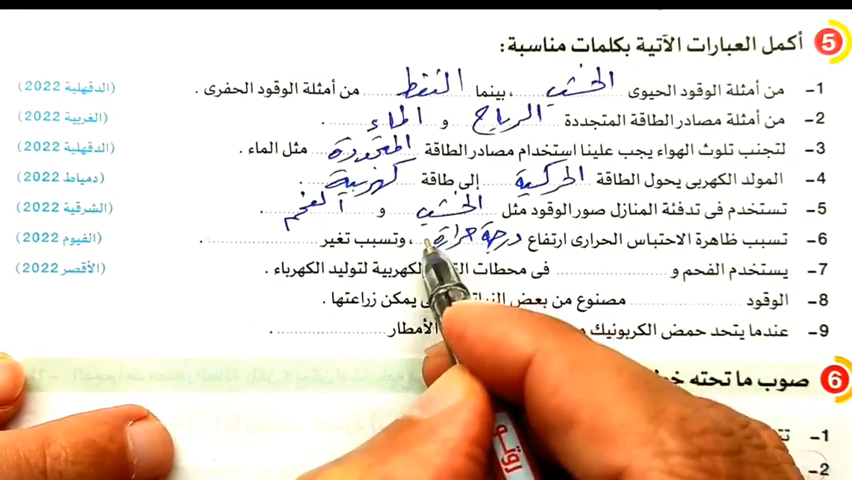 5 أكمل العبارات الآتية بكلمات مناسبة:
1- من أمثلة الوقود الحيوى الخشب، بينما النفط من أمثلة الوقود الحفرى. (الدقهلية 2022)
2- من أمثلة مصادر الطاقة المتجددة الرياح و الماء. (الغربية 2022)
3- لتجنب تلوث الهواء يجب علينا استخدام مصادر الطاقة المتجددة مثل الماء. (الدقهلية 2022)
4- المولد الكهربى يحول الطاقة الحركية إلى طاقة كهربية. (دمياط 2022)
5- تستخدم فى تدفئة المنازل صور الوقود مثل الخشب و الفحم. (الشرقية 2022)
6- تسبب ظاهرة الاحتباس الحرارى ارتفاع درجة حرارة ......، وتسبب تغير ............ (الفيوم 2022)
7- يستخدم الفحم و ............ فى محطات الكهربية لتوليد الكهرباء. (الأقصر 2022)
8- الوقود ............ مصنوع من بعض يمكن زراعتها.
9- عندما يتحد حمض الكربونيك الأمطار ............
6 صوب ما تحته
1-
2-